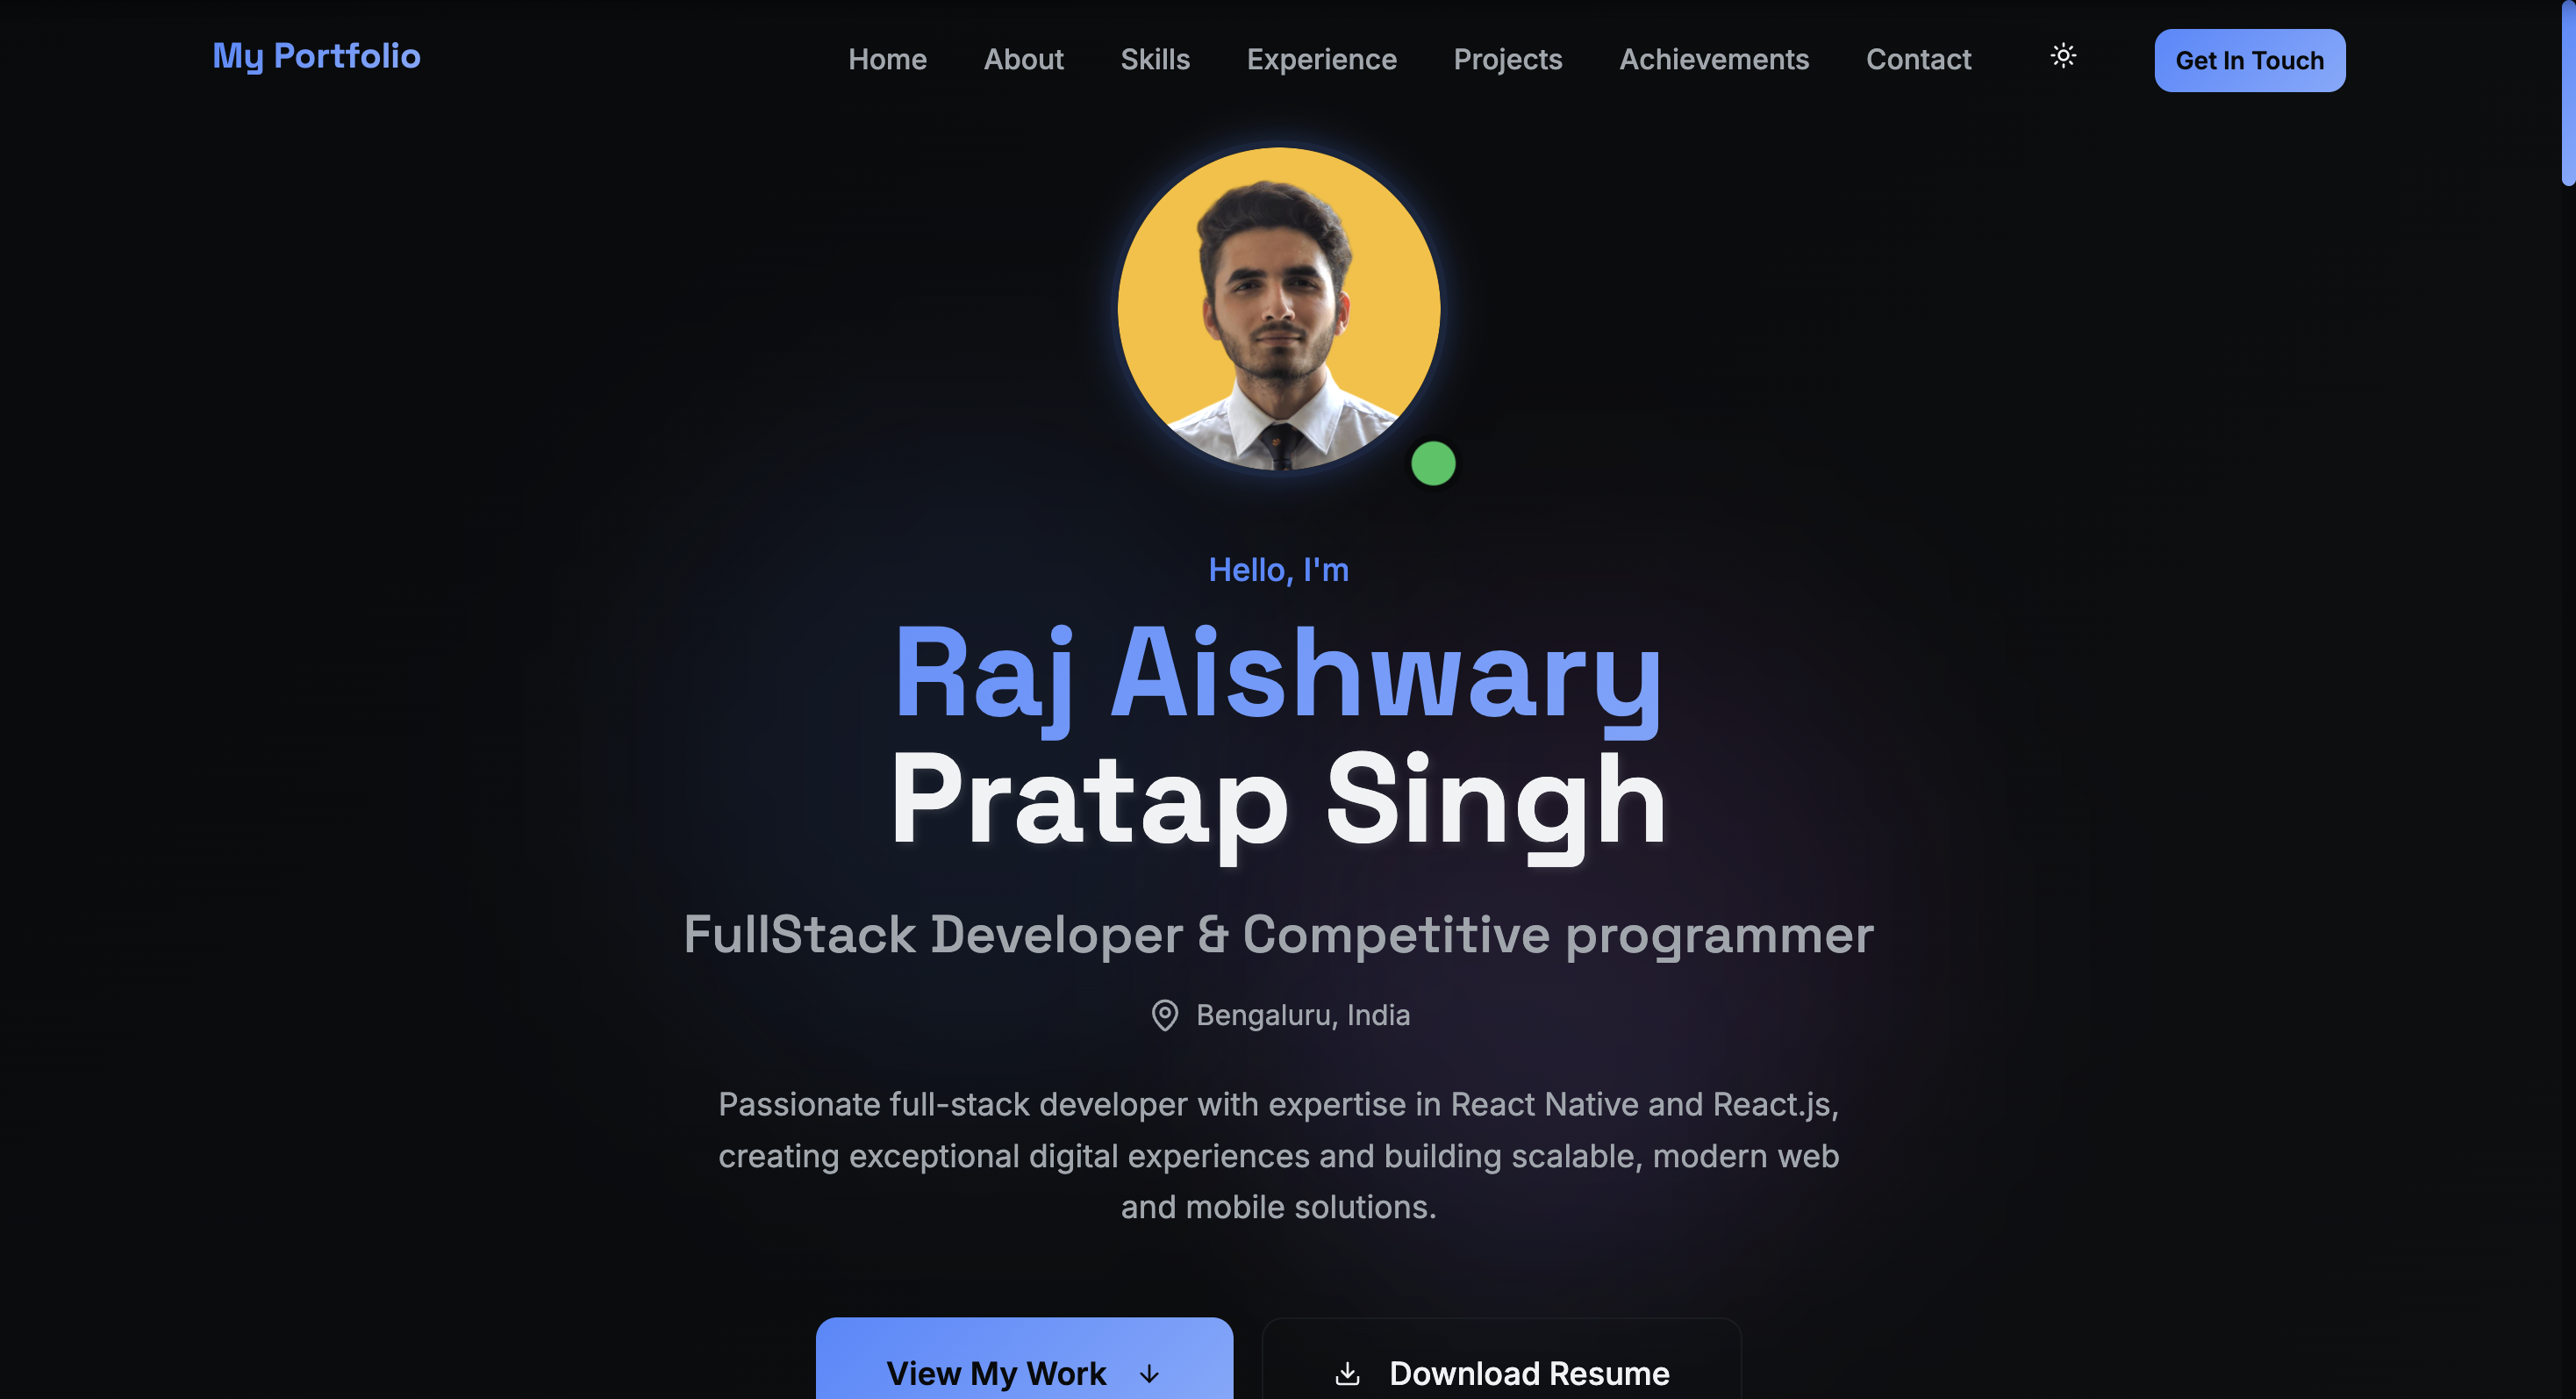 My Portfolio
Home About Skills Experience Projects Achievements Contact Get In Touch
Hello, I'm
Raj Aishwary
Pratap Singh
FullStack Developer & Competitive programmer
Bengaluru, India
Passionate full-stack developer with expertise in React Native and React.js,
creating exceptional digital experiences and building scalable, modern web
and mobile solutions.
View My Work Download Resume